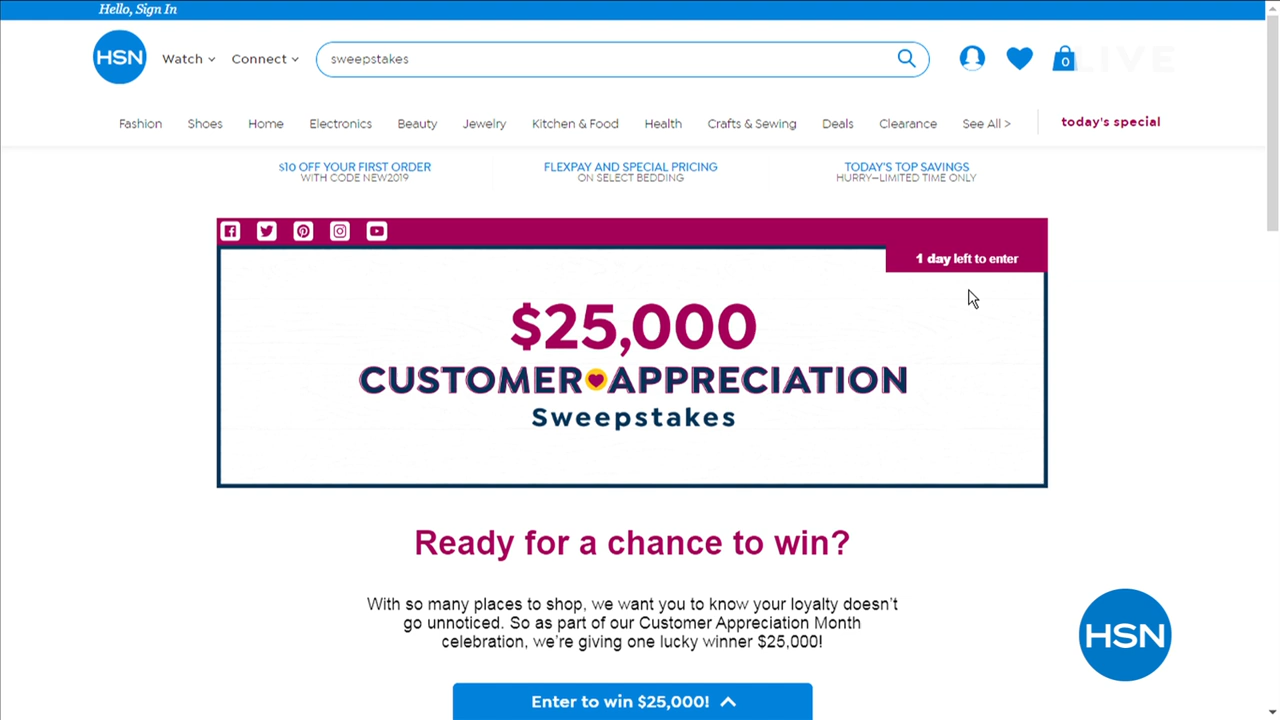 Hello, Sign In
HSN
Watch
Connect
sweepstakes
0
LIVE
Fashion
Shoes
Home
Electronics
Beauty
Jewelry
Kitchen & Food
Health
Crafts & Sewing
Deals
Clearance
See All >
today's special
$10 OFF YOUR FIRST ORDER
WITH CODE NEW2019
FLEXPAY AND SPECIAL PRICING
ON SELECT BEDDING
TODAY'S TOP SAVINGS
HURRY—LIMITED TIME ONLY
1 day left to enter
$25,000
CUSTOMER APPRECIATION
Sweepstakes
Ready for a chance to win?
With so many places to shop, we want you to know your loyalty doesn't
go unnoticed. So as part of our Customer Appreciation Month
celebration, we're giving one lucky winner $25,000!
Enter to win $25,000!
HSN